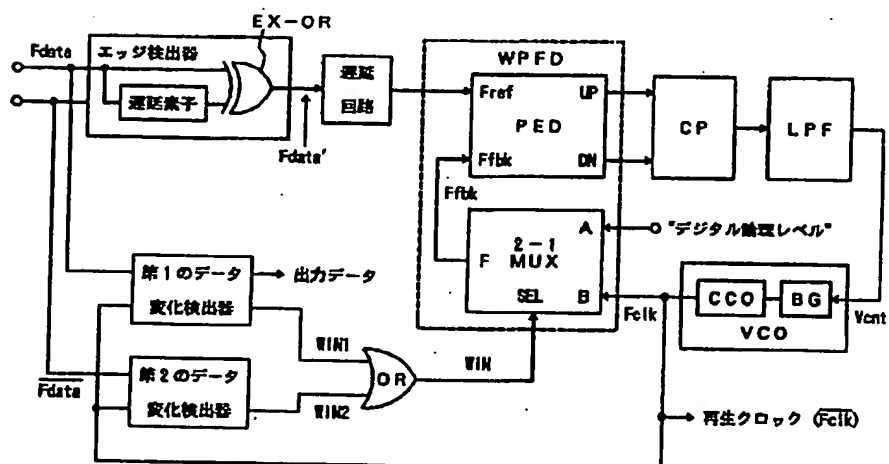 EX-OR
Fdata
エッジ検出器
遅延素子
Fdata'
遅延
回路
WPFD
Fref
UP
PED
Ffbk
DN
CP
LPF
Ffbk
A
"デジタル論理レベル"
2-1
MUX
F
SEL
B
Fclk
CCO
BG
VCO
Vcnt
第1のデータ
変化検出器
出力データ
WIN1
Fdata
第2のデータ
変化検出器
WIN2
OR
WIN
再生クロック (Fclk)